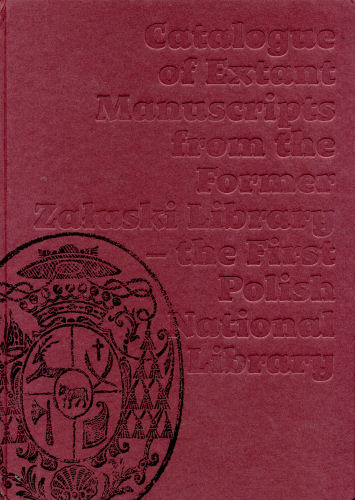 Catalogue
of Extant
Manuscripts
from the
Former
Załuski Library
– the First
Polish
National
Library